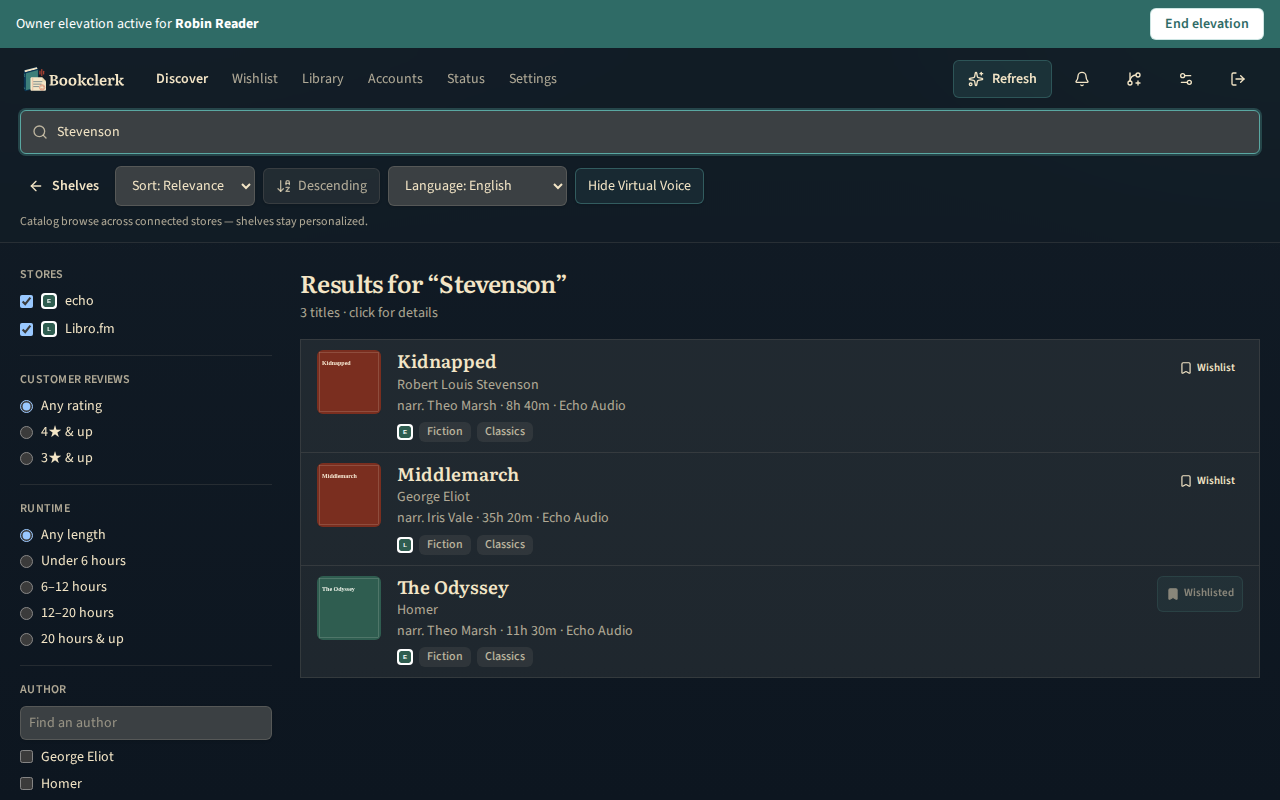 Owner elevation active for Robin Reader
End elevation
Bookclerk
Discover
Wishlist
Library
Accounts
Status
Settings
Refresh
Stevenson
Shelves
Sort: Relevance
Descending
Language: English
Hide Virtual Voice
Catalog browse across connected stores — shelves stay personalized.
STORES
E echo
L Libro.fm
CUSTOMER REVIEWS
Any rating
4★ & up
3★ & up
RUNTIME
Any length
Under 6 hours
6–12 hours
12–20 hours
20 hours & up
AUTHOR
Find an author
George Eliot
Homer
Results for “Stevenson”
3 titles · click for details
Kidnapped
Kidnapped
Wishlist
Robert Louis Stevenson
narr. Theo Marsh · 8h 40m · Echo Audio
E Fiction Classics
Middlemarch
Middlemarch
Wishlist
George Eliot
narr. Iris Vale · 35h 20m · Echo Audio
L Fiction Classics
The Odyssey
The Odyssey
Wishlisted
Homer
narr. Theo Marsh · 11h 30m · Echo Audio
E Fiction Classics